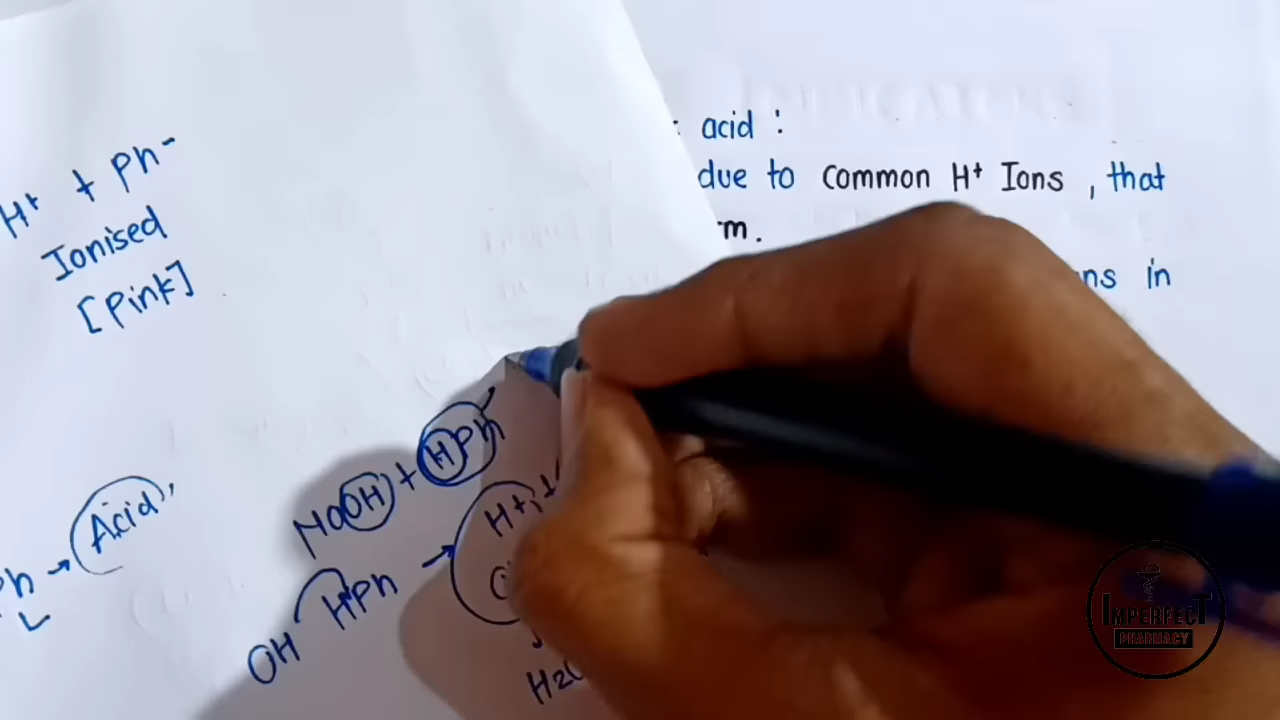 H⁺ + Ph⁻
Ionised
[Pink]
acid :
due to common H⁺ Ions , that
m.
ns in
Acid,
Ph →
NaOH + HPh
OH HPh →
H⁺
H2O
IMPERFECT
PHARMACY